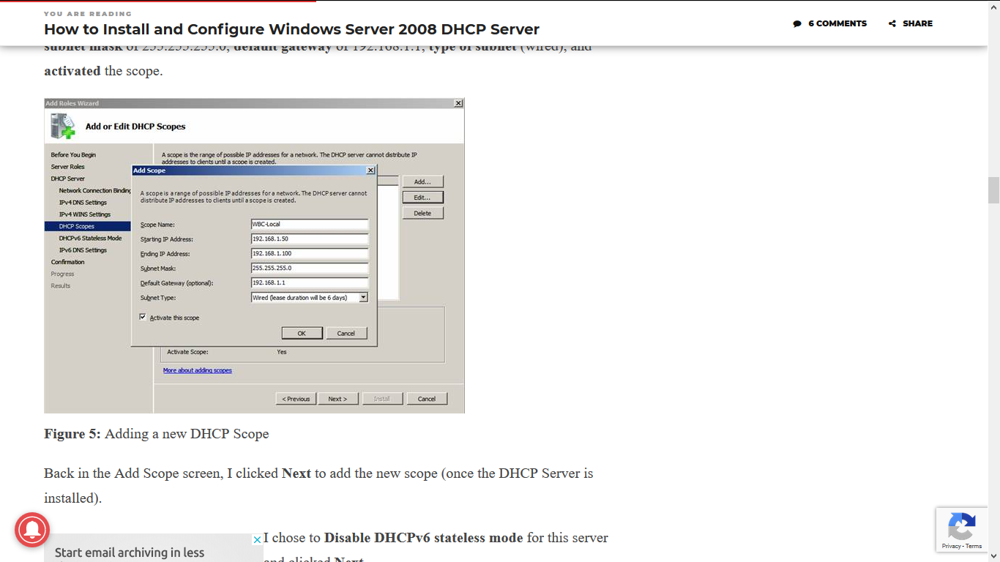 YOU ARE READING
How to Install and Configure Windows Server 2008 DHCP Server
6 COMMENTS
SHARE
subnet mask of 255.255.255.0, default gateway of 192.168.1.1, type of subnet (wired), and
activated the scope.
Add Roles Wizard
Add or Edit DHCP Scopes
Before You Begin
Server Roles
DHCP Server
Network Connection Binding
IPv4 DNS Settings
IPv4 WINS Settings
DHCP Scopes
DHCPv6 Stateless Mode
IPv6 DNS Settings
Confirmation
Progress
Results
A scope is the range of possible IP addresses for a network. The DHCP server cannot distribute IP
addresses to clients until a scope is created.
Add...
Edit...
Delete
Add Scope
A scope is a range of possible IP addresses for a network. The DHCP server cannot
distribute IP addresses to clients until a scope is created.
Scope Name: WBC-Local
Starting IP Address: 192.168.1.50
Ending IP Address: 192.168.1.100
Subnet Mask: 255.255.255.0
Default Gateway (optional): 192.168.1.1
Subnet Type: Wired (lease duration will be 6 days)
Activate this scope
OK Cancel
Activate Scope: Yes
More about adding scopes
< Previous Next > Install Cancel
Figure 5: Adding a new DHCP Scope
Back in the Add Scope screen, I clicked Next to add the new scope (once the DHCP Server is
installed).
I chose to Disable DHCPv6 stateless mode for this server
and clicked Next.
Start email archiving in less
Privacy - Terms